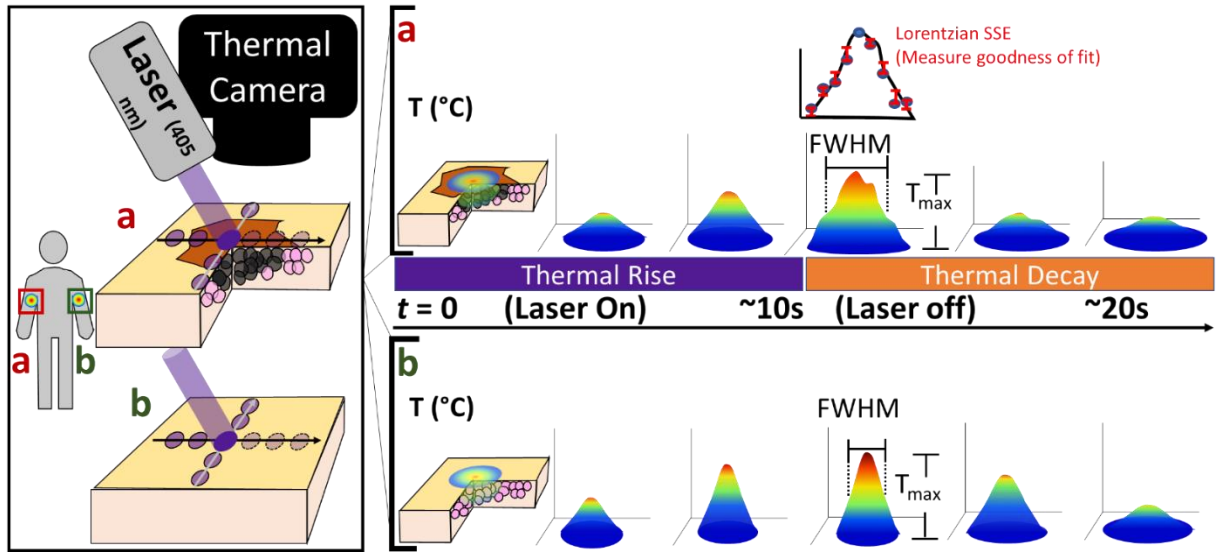 Laser (405
nm)
Thermal
Camera
a
a
b
b
a
T (°C)
Lorentzian SSE
(Measure goodness of fit)
FWHM
Tmax
Thermal Rise
Thermal Decay
t = 0
(Laser On)
~10s
(Laser off)
~20s
b
T (°C)
FWHM
Tmax